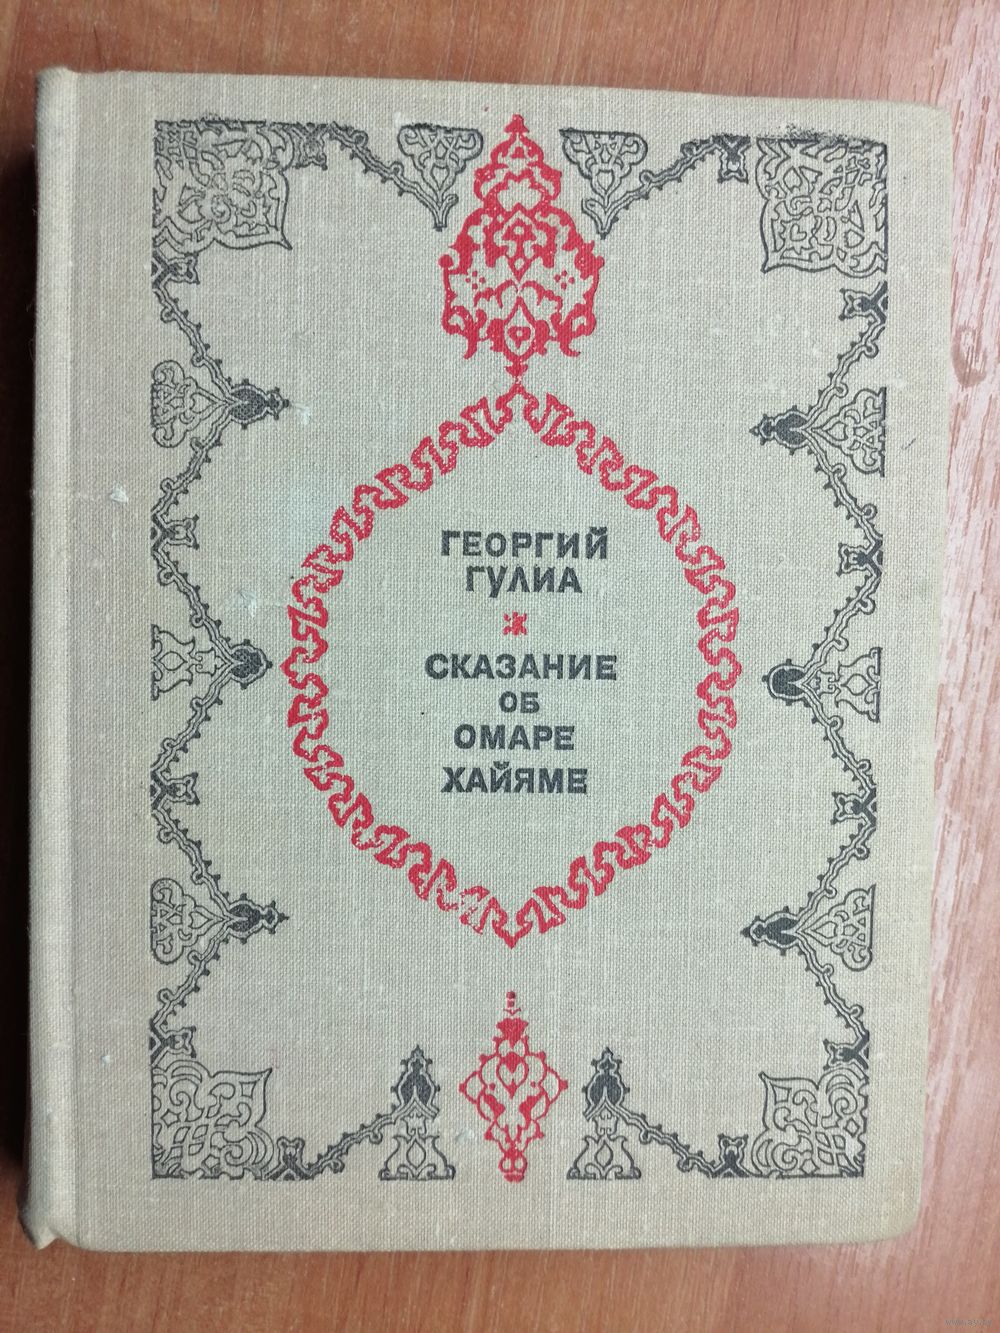 ГЕОРГИЙ
ГУЛИА
СКАЗАНИЕ
ОБ
ОМАРЕ
ХАЙЯМЕ